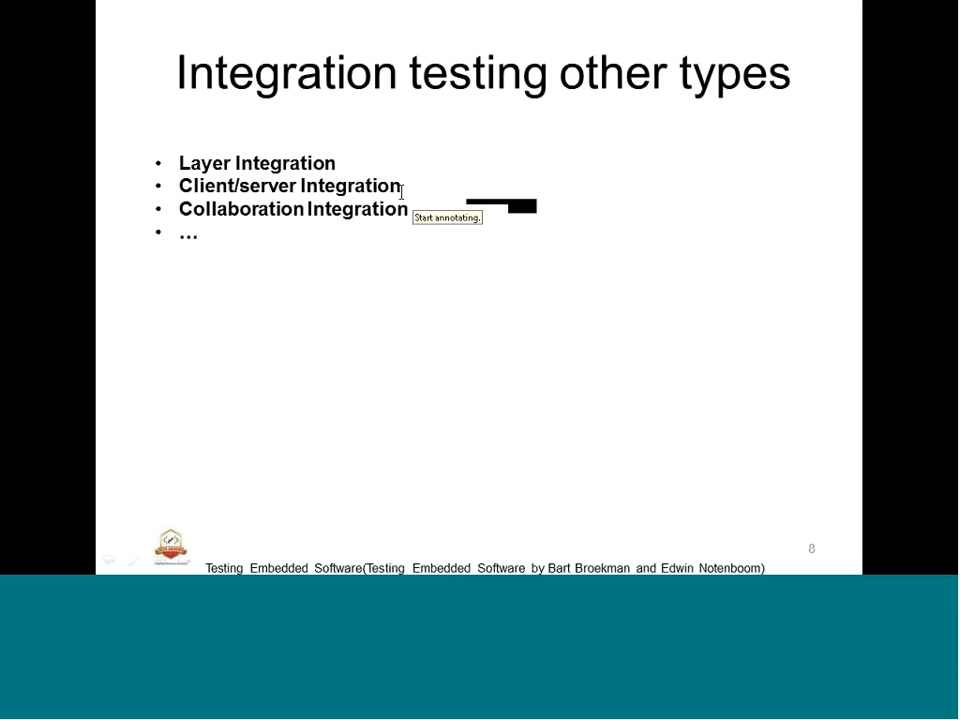 Integration testing other types
• Layer Integration
• Client/server Integration
• Collaboration Integration
Start annotating.
• ...
8
Testing Embedded Software(Testing Embedded Software by Bart Broekman and Edwin Notenboom)